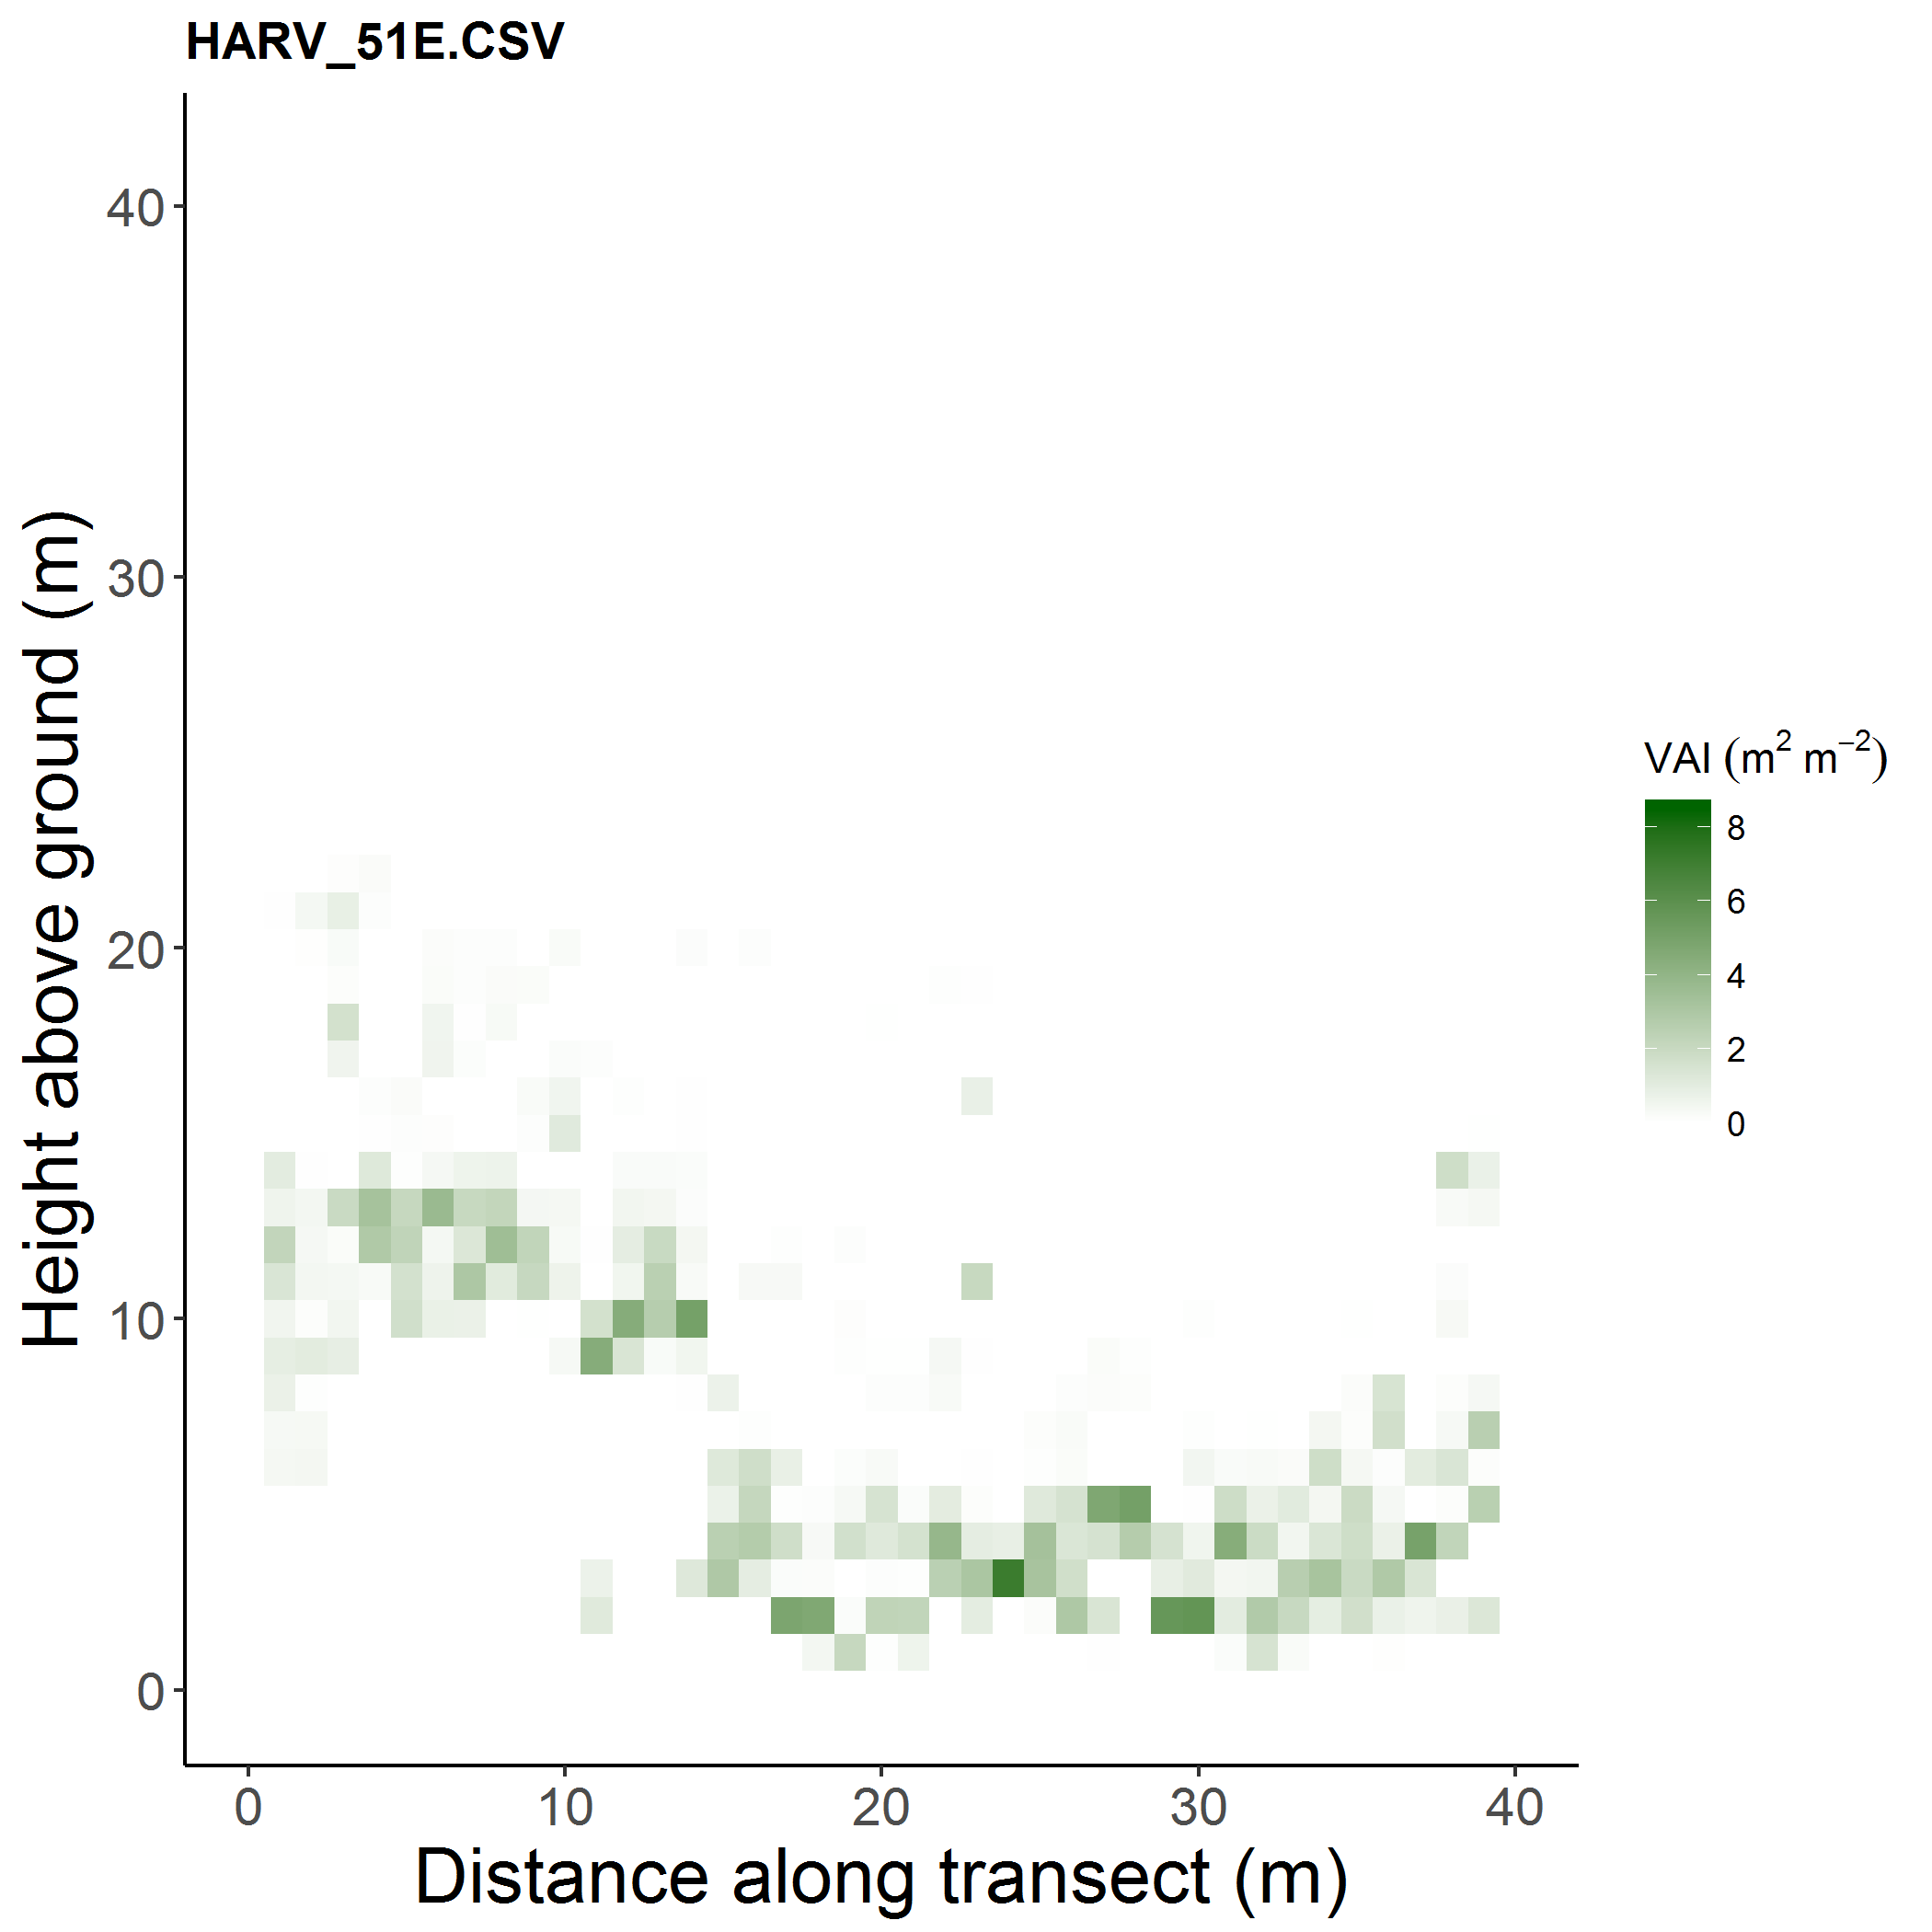 HARV_51E.CSV
Height above ground (m)
40
30
20
10
0
0 10 20 30 40
Distance along transect (m)
VAI (m² m⁻²)
8
6
4
2
0